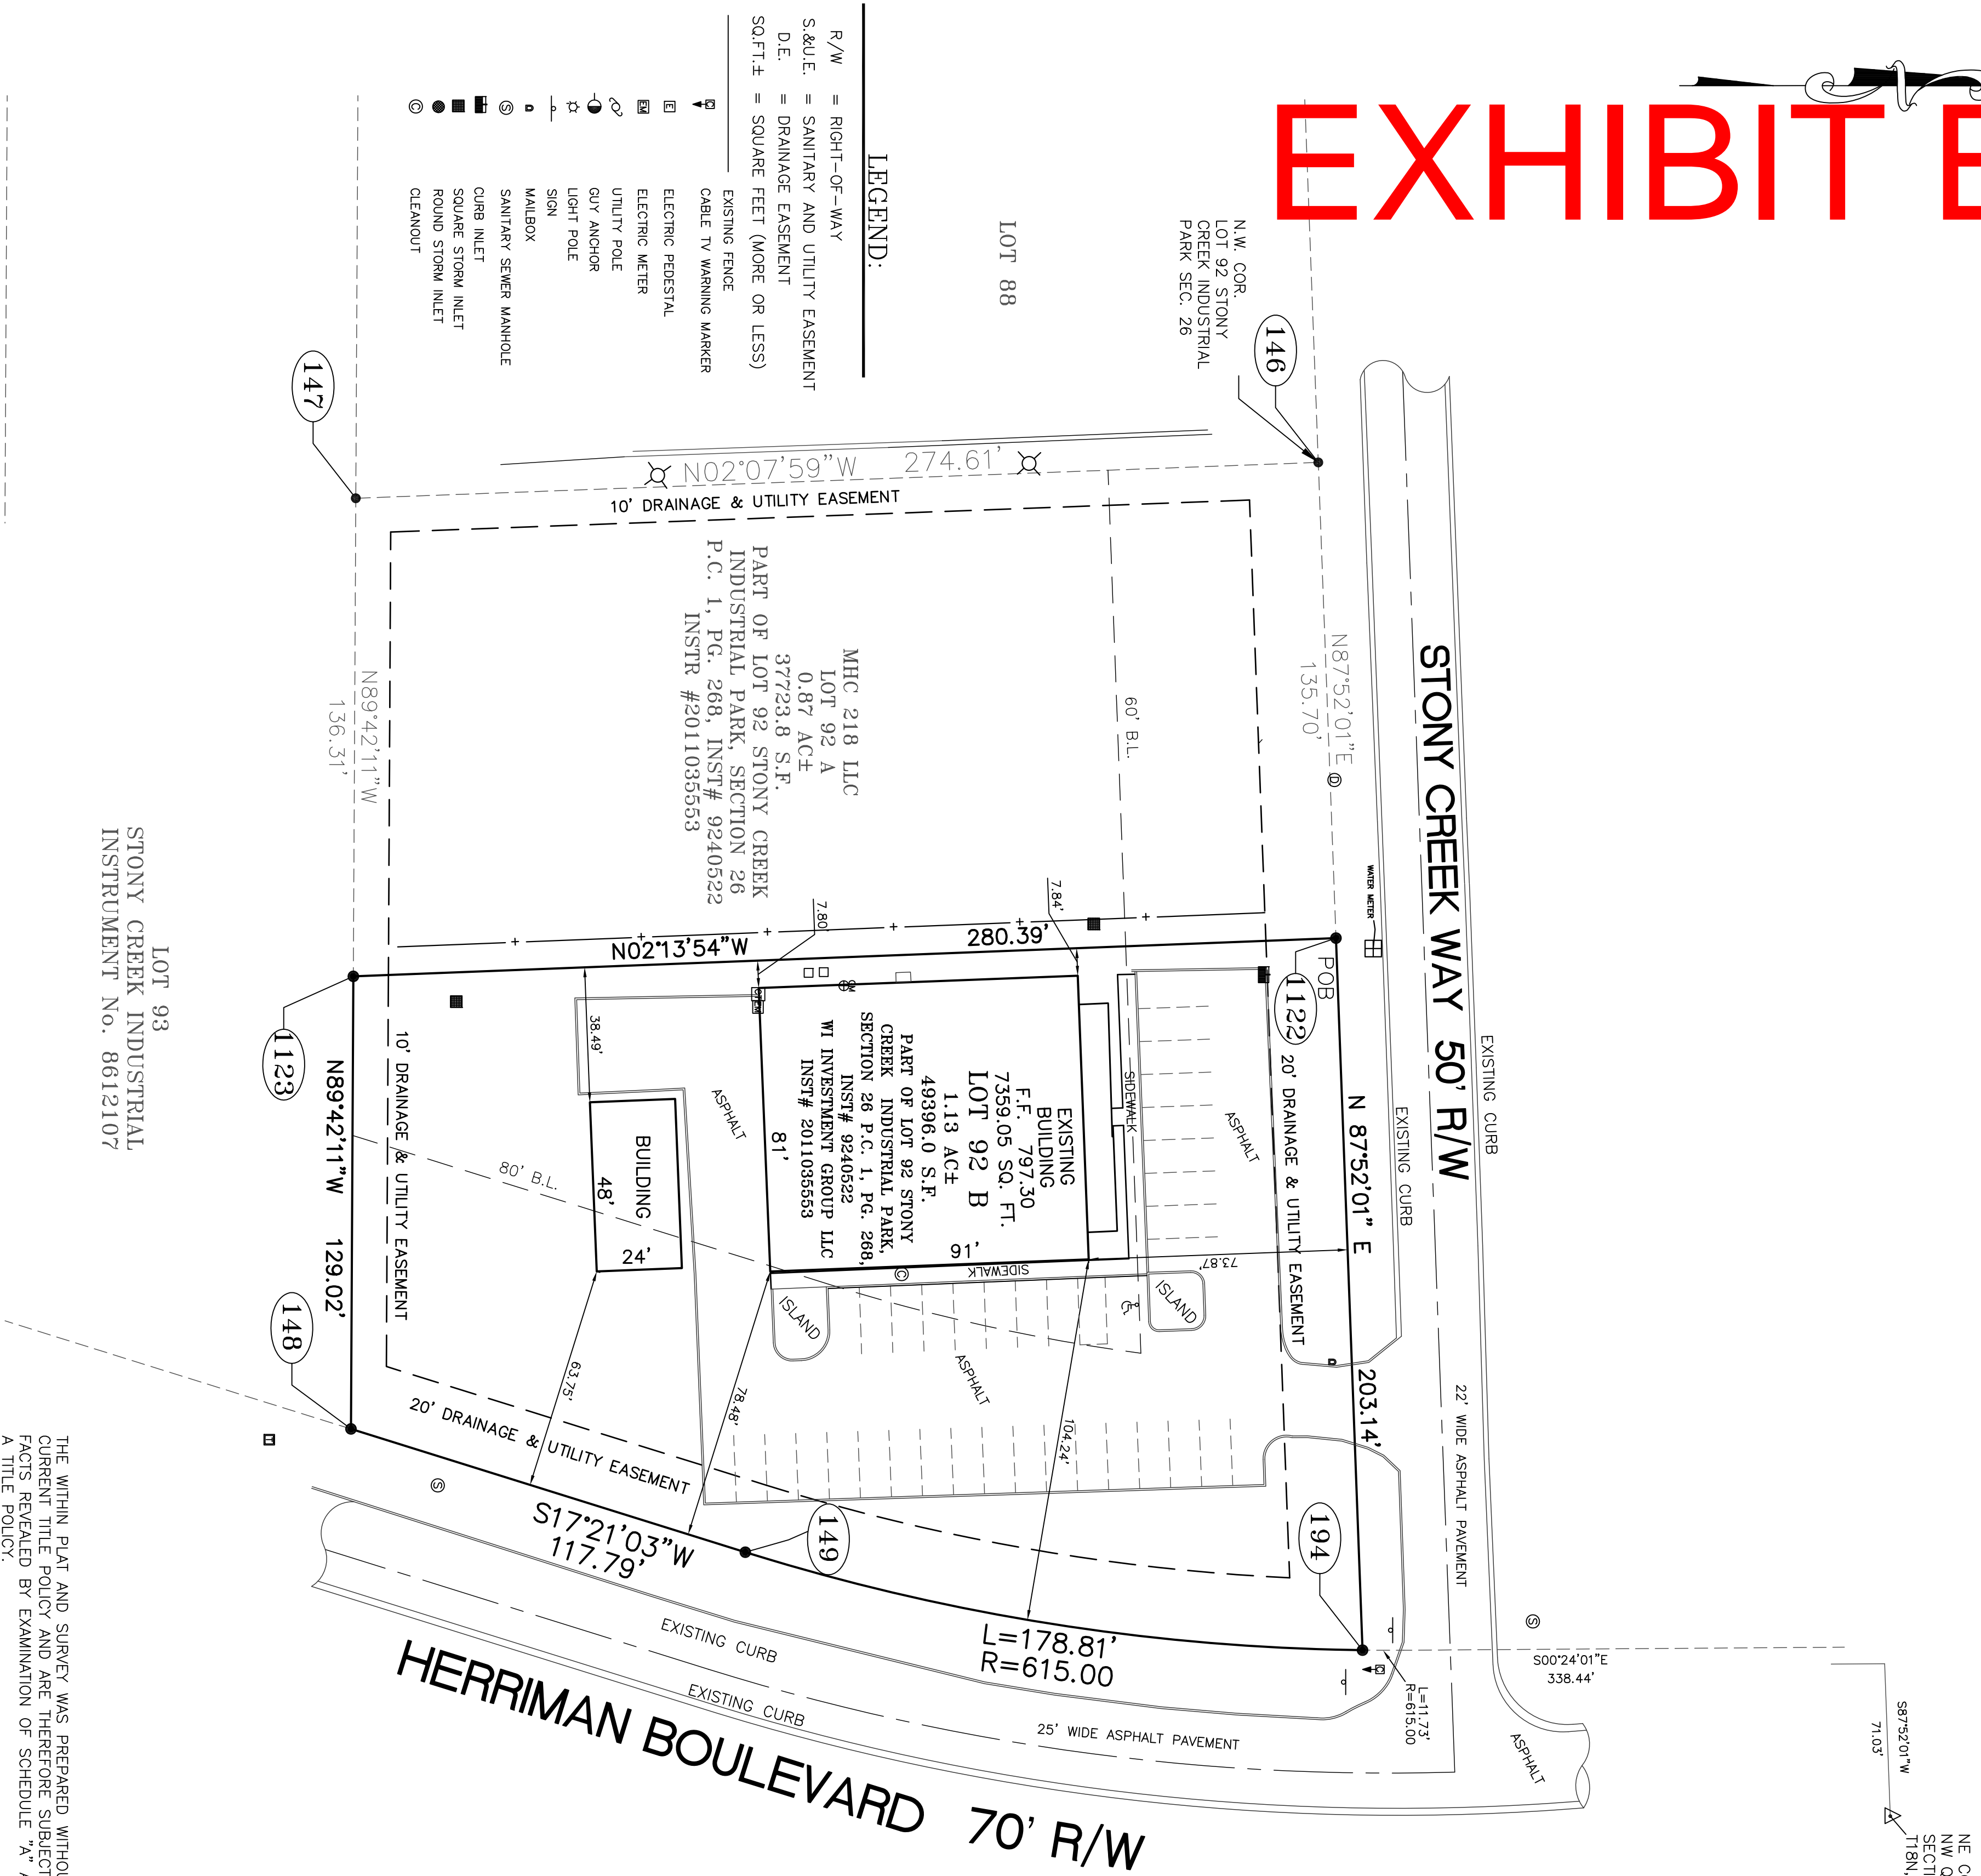 EXHIBIT E
LEGEND:
R/W = RIGHT-OF-WAY
S.&U.E. = SANITARY AND UTILITY EASEMENT
D.E. = DRAINAGE EASEMENT
SQ.FT.± = SQUARE FEET (MORE OR LESS)
EXISTING FENCE
C CABLE TV WARNING MARKER
E ELECTRIC PEDESTAL
EM ELECTRIC METER
UTILITY POLE
GUY ANCHOR
LIGHT POLE
SIGN
MAILBOX
S SANITARY SEWER MANHOLE
CURB INLET
SQUARE STORM INLET
ROUND STORM INLET
C CLEANOUT
LOT 88
N.W. COR.
LOT 92 STONY
CREEK INDUSTRIAL
PARK SEC. 26
146
147
N02°07'59"W 274.61'
10' DRAINAGE & UTILITY EASEMENT
STONY CREEK WAY 50' R/W
N87°52'01"E
135.70'
D
60' B.L.
MHC 218 LLC
LOT 92 A
0.87 AC±
37723.8 S.F.
PART OF LOT 92 STONY CREEK
INDUSTRIAL PARK, SECTION 26
P.C. 1, PG. 268, INST# 9240522
INSTR #2011035553
N89°42'11"W
136.31'
LOT 93
STONY CREEK INDUSTRIAL
INSTRUMENT No. 8612107
WATER METER
7.84'
7.80
N02°13'54"W 280.39'
POB
1122
1123
EXISTING CURB
EXISTING CURB
N 87°52'01" E 203.14'
20' DRAINAGE & UTILITY EASEMENT
ASPHALT
SIDEWALK
EXISTING
BUILDING
F.F. 797.30
7359.05 SQ. FT.
LOT 92 B
1.13 AC±
49396.0 S.F.
PART OF LOT 92 STONY
CREEK INDUSTRIAL PARK,
SECTION 26 P.C. 1, PG. 268,
INST# 9240522
WI INVESTMENT GROUP LLC
INST# 2011035553
81'
91'
GM
38.49'
ASPHALT
BUILDING
48'
24'
80' B.L.
10' DRAINAGE & UTILITY EASEMENT
N89°42'11"W 129.02'
148
SIDEWALK
C
ISLAND
ISLAND
73.87'
ASPHALT
63.75'
78.48'
104.24'
20' DRAINAGE & UTILITY EASEMENT
S17°21'03"W
117.79'
149
194
22' WIDE ASPHALT PAVEMENT
L=178.81'
R=615.00
S
S
C
L=11.73'
R=615.00
S00°24'01"E
338.44'
EXISTING CURB
EXISTING CURB
25' WIDE ASPHALT PAVEMENT
ASPHALT
HERRIMAN BOULEVARD 70' R/W
S87°52'01"W
71.03'
NE C
NW Q
SECTI
T18N,
THE WITHIN PLAT AND SURVEY WAS PREPARED WITHOU
CURRENT TITLE POLICY AND ARE THEREFORE SUBJECT
FACTS REVEALED BY EXAMINATION OF SCHEDULE "A" A
A TITLE POLICY.